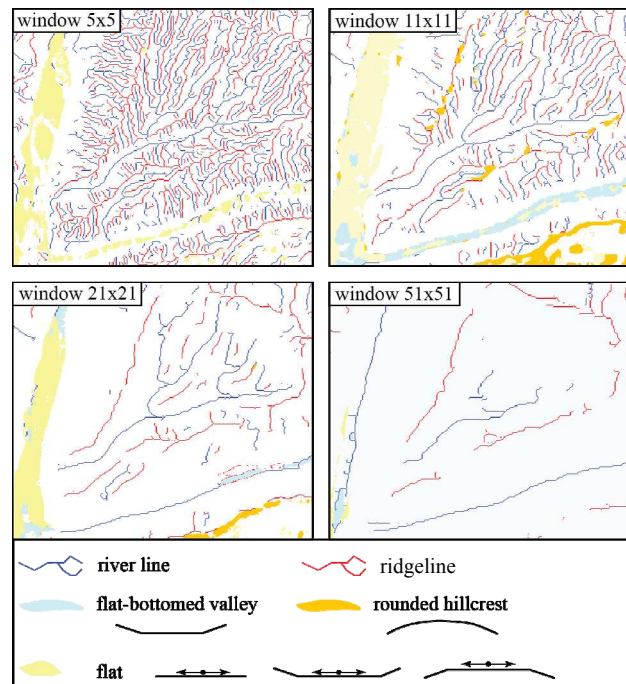 window 5x5
window 11x11
window 21x21
window 51x51
river line
ridgeline
flat-bottomed valley
rounded hillcrest
flat